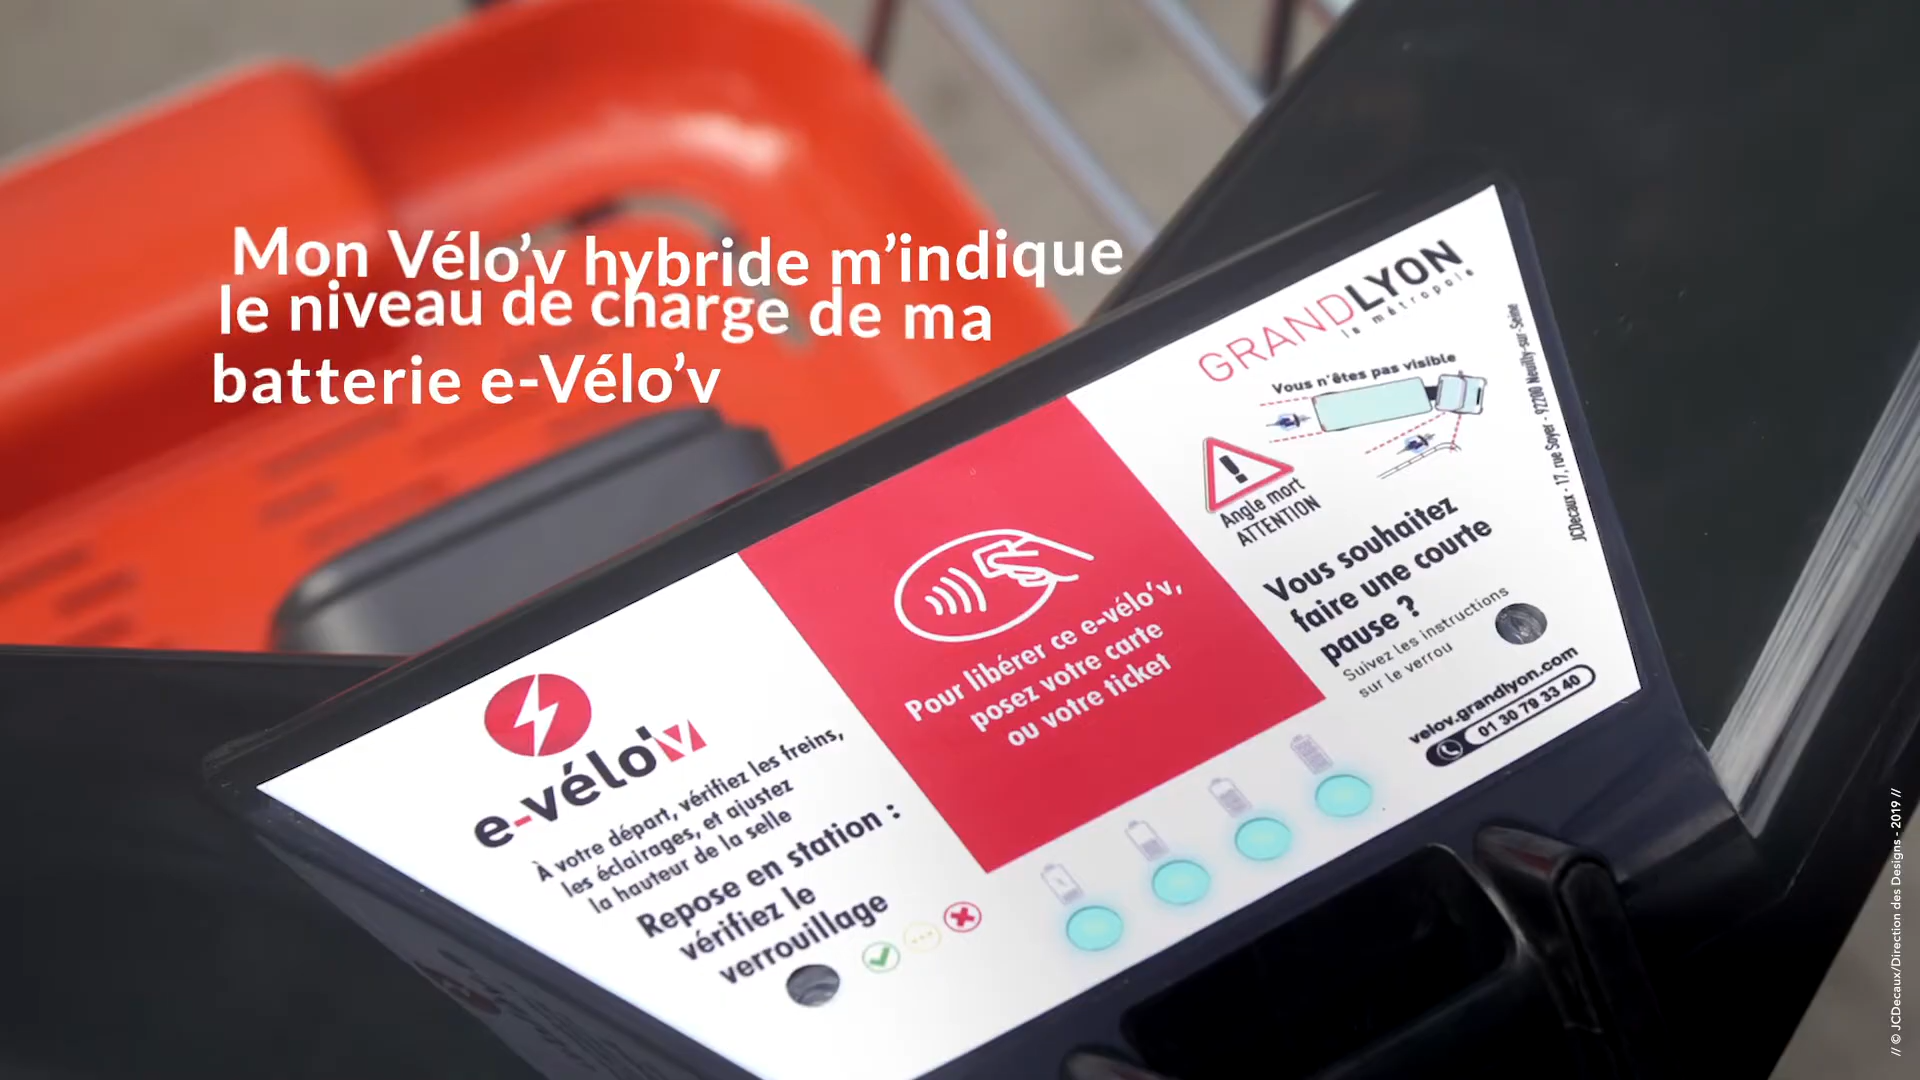 Mon Vélo’v hybride m’indique
le niveau de charge de ma
batterie e-Vélo’v
GRANDLYON
la métropole
Vous n'êtes pas visible
Angle mort
ATTENTION
JCDecaux - 17, rue Soyer - 92200 Neuilly-sur-Seine
Vous souhaitez
faire une courte
pause ?
Suivez les instructions
sur le verrou
velov.grandlyon.com
01 30 79 33 40
Pour libérer ce e-vélo'v,
posez votre carte
ou votre ticket
e-vélo'v
À votre départ, vérifiez les freins,
les éclairages, et ajustez
la hauteur de la selle
Repose en station :
vérifiez le
verrouillage
// © JCDecaux/Direction des Designs - 2019 //